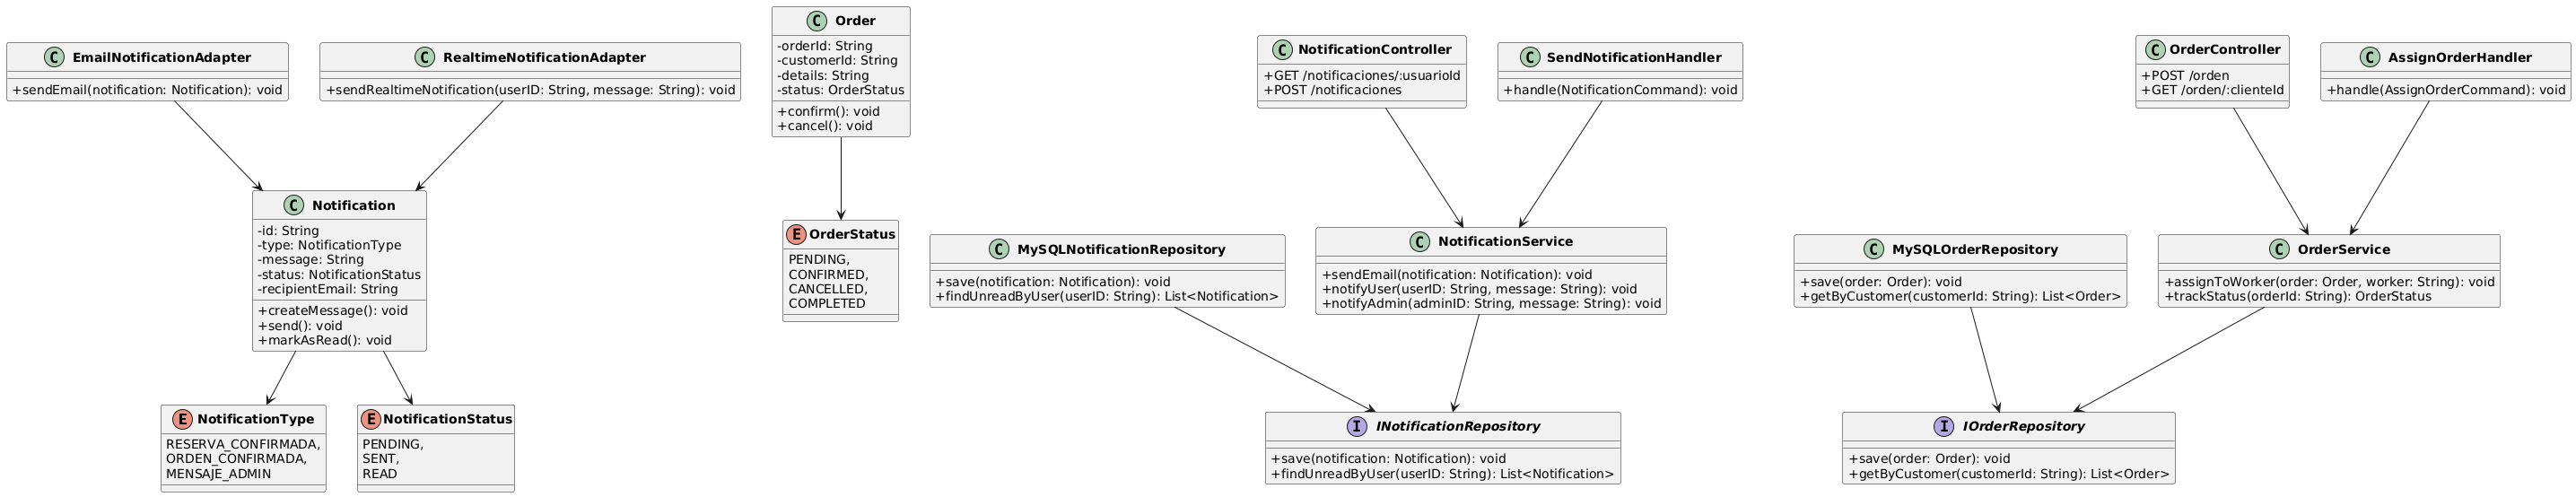 C EmailNotificationAdapter
+sendEmail(notification: Notification): void
C RealtimeNotificationAdapter
+sendRealtimeNotification(userID: String, message: String): void
C Order
-orderId: String
-customerId: String
-details: String
-status: OrderStatus
+confirm(): void
+cancel(): void
C NotificationController
+GET /notificaciones/:usuarioId
+POST /notificaciones
C SendNotificationHandler
+handle(NotificationCommand): void
C OrderController
+POST /orden
+GET /orden/:clienteId
C AssignOrderHandler
+handle(AssignOrderCommand): void
C Notification
-id: String
-type: NotificationType
-message: String
-status: NotificationStatus
-recipientEmail: String
+createMessage(): void
+send(): void
+markAsRead(): void
E OrderStatus
PENDING,
CONFIRMED,
CANCELLED,
COMPLETED
C MySQLNotificationRepository
+save(notification: Notification): void
+findUnreadByUser(userID: String): List<Notification>
C NotificationService
+sendEmail(notification: Notification): void
+notifyUser(userID: String, message: String): void
+notifyAdmin(adminID: String, message: String): void
C MySQLOrderRepository
+save(order: Order): void
+getByCustomer(customerId: String): List<Order>
C OrderService
+assignToWorker(order: Order, worker: String): void
+trackStatus(orderId: String): OrderStatus
E NotificationType
RESERVA_CONFIRMADA,
ORDEN_CONFIRMADA,
MENSAJE_ADMIN
E NotificationStatus
PENDING,
SENT,
READ
I INotificationRepository
+save(notification: Notification): void
+findUnreadByUser(userID: String): List<Notification>
I IOrderRepository
+save(order: Order): void
+getByCustomer(customerId: String): List<Order>